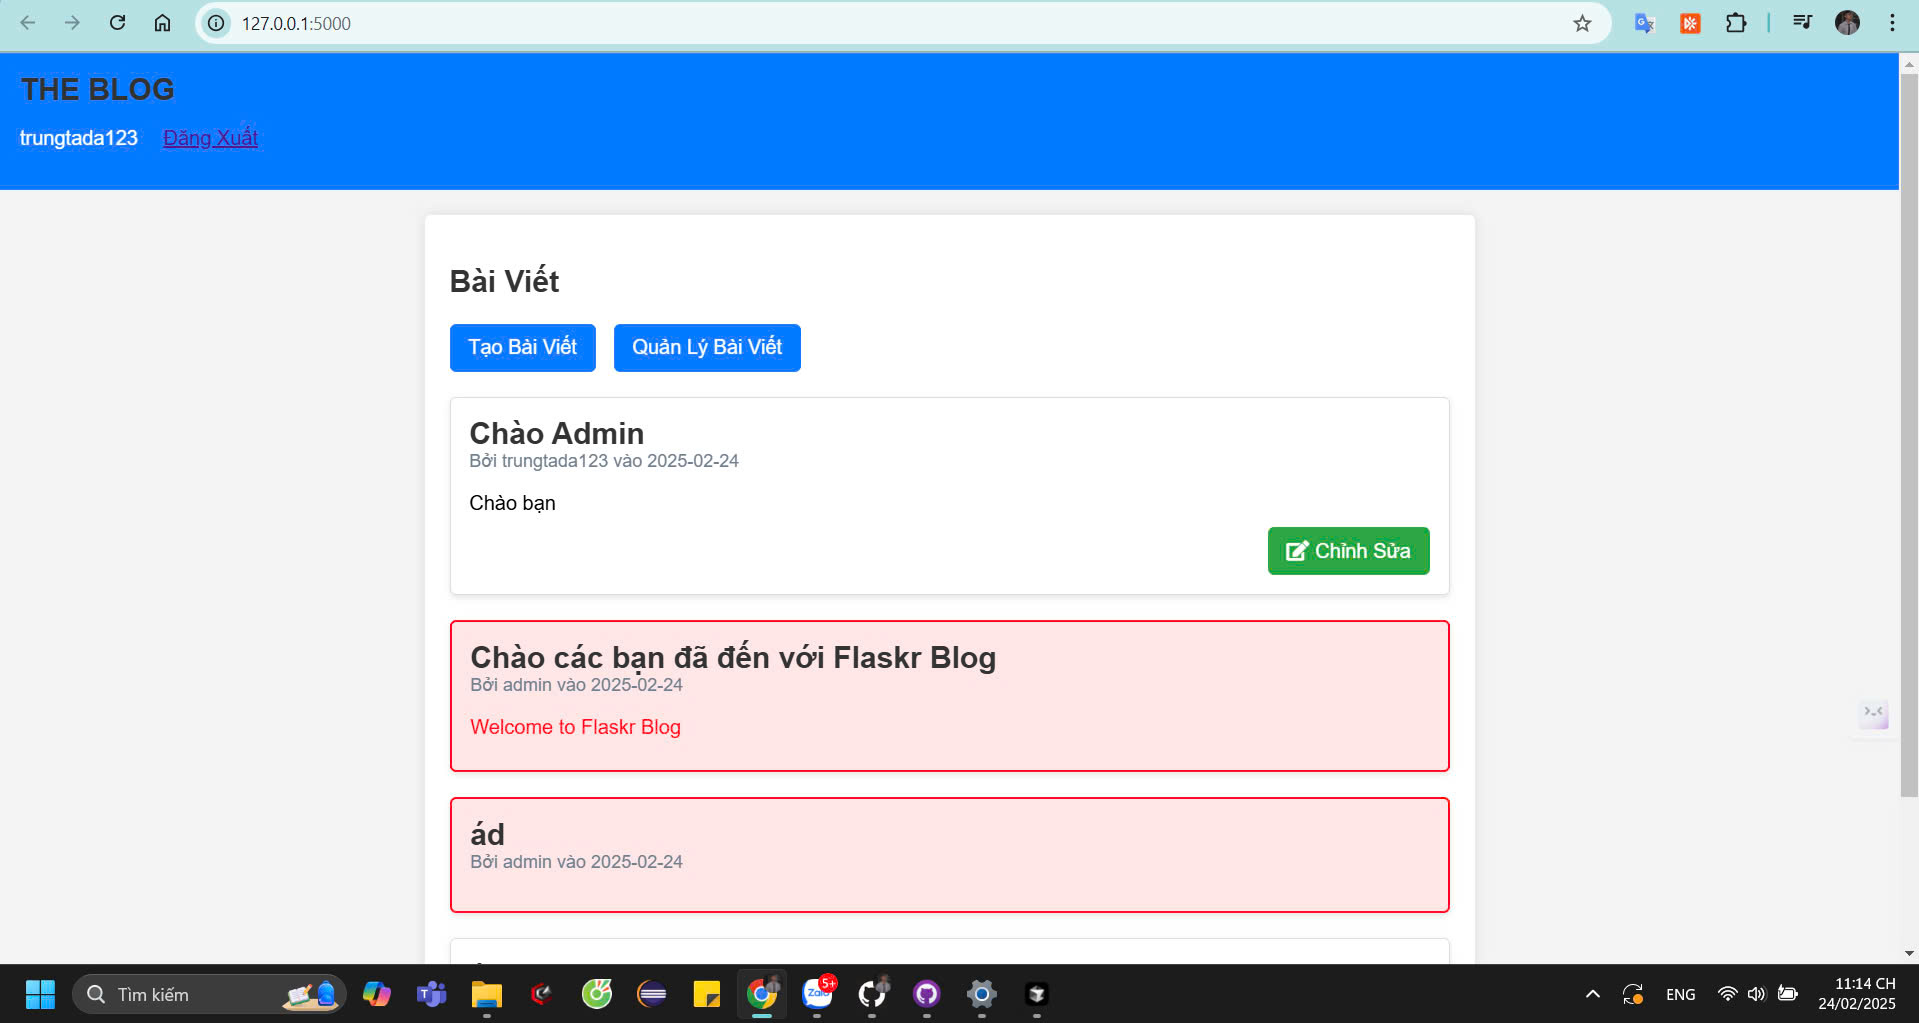 127.0.0.1:5000
THE BLOG
trungtada123 Đăng Xuất
Bài Viết
Tạo Bài Viết Quản Lý Bài Viết
Chào Admin
Bởi trungtada123 vào 2025-02-24
Chào bạn
Chỉnh Sửa
Chào các bạn đã đến với Flaskr Blog
Bởi admin vào 2025-02-24
Welcome to Flaskr Blog
ád
Bởi admin vào 2025-02-24
Tìm kiếm
Zalo
5+
ENG
11:14 CH
24/02/2025